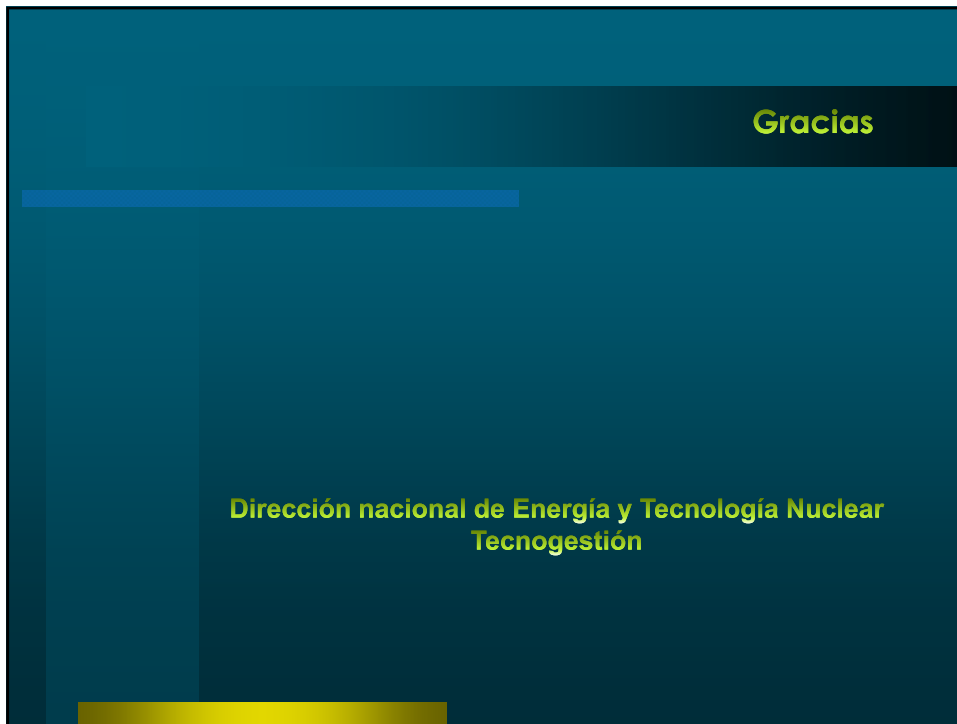 Gracias
Dirección nacional de Energía y Tecnología Nuclear
Tecnogestión